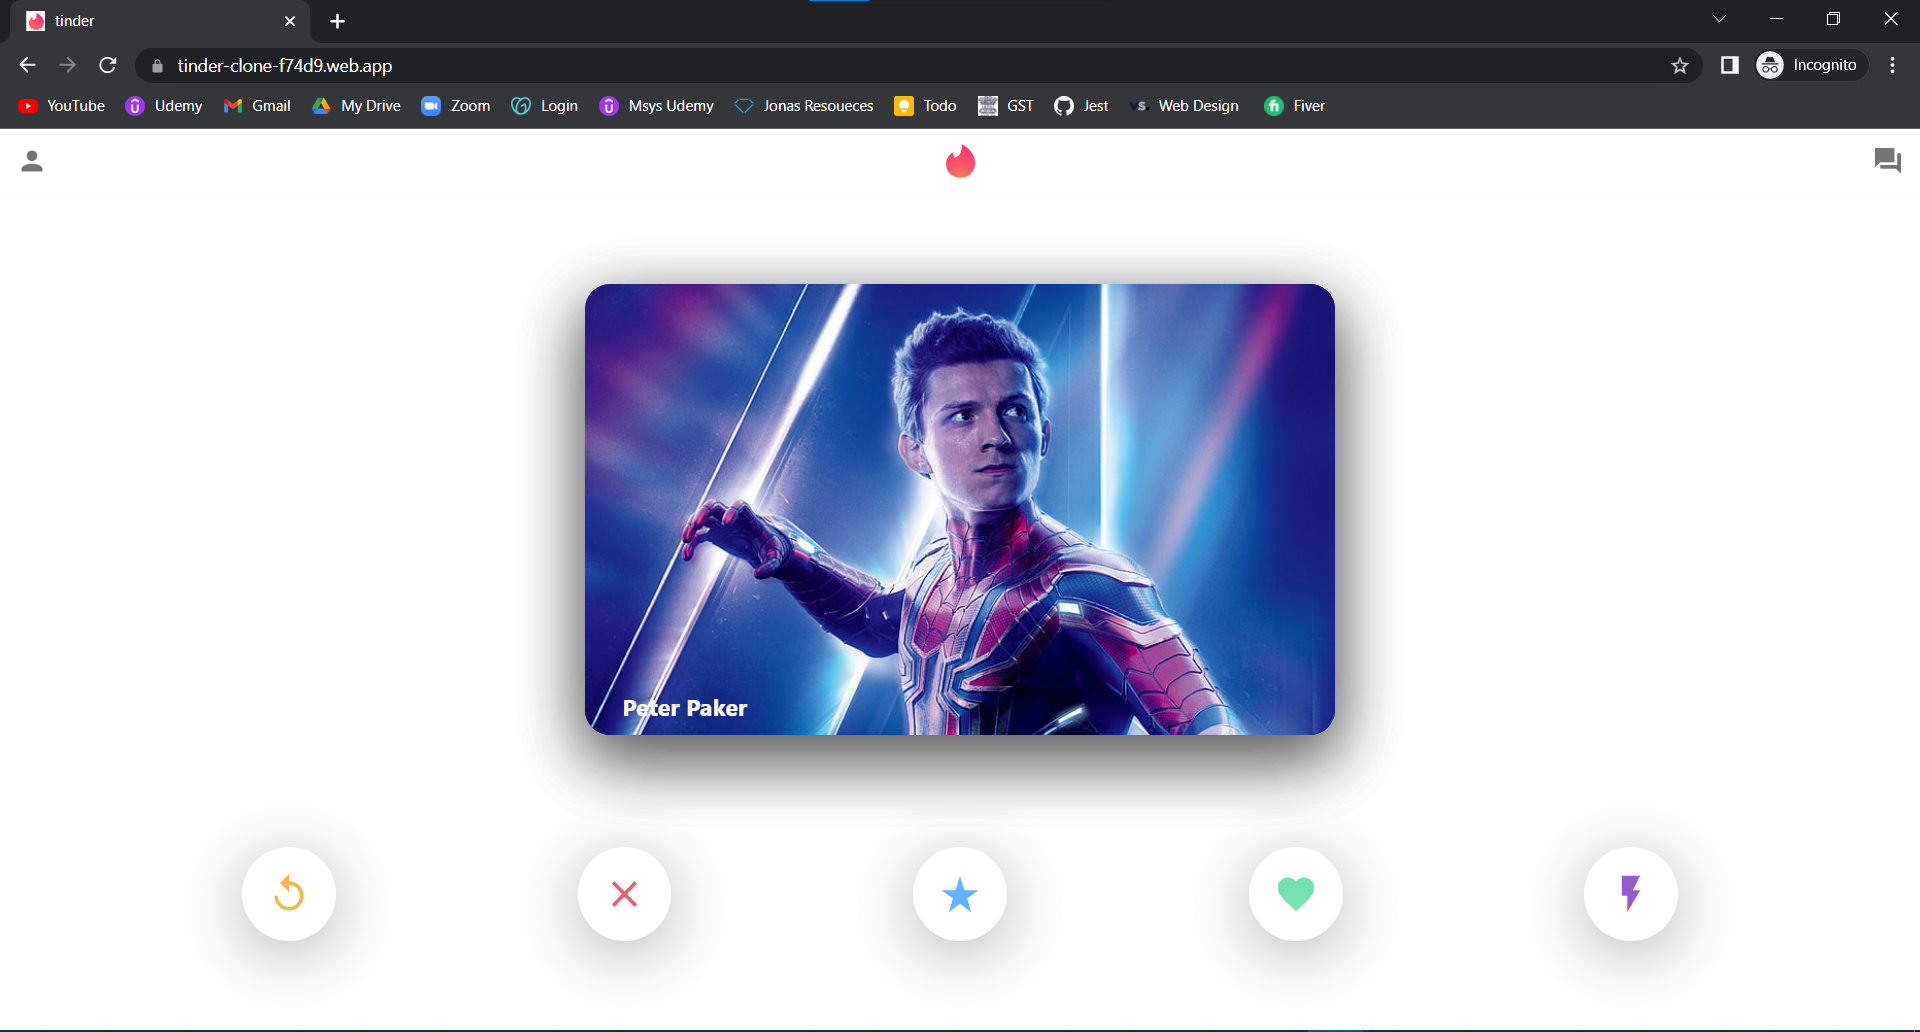 tinder
tinder-clone-f74d9.web.app
Incognito
YouTube Udemy Gmail My Drive Zoom Login Msys Udemy Jonas Resoueces Todo GST Jest vs. Web Design Fiver
Peter Paker